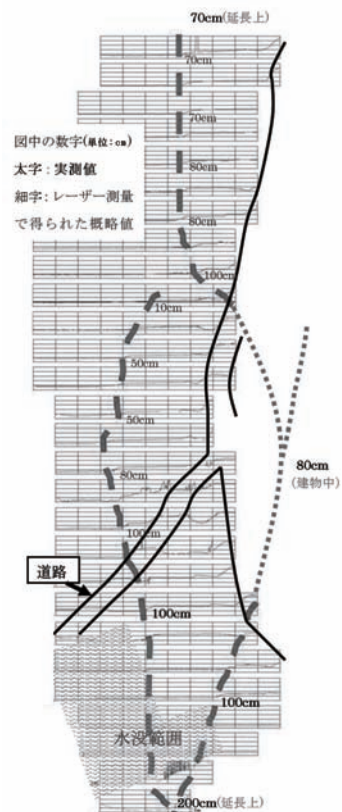 70cm(延長上)
70cm
図中の数字(単位:cm)
70cm
太字:実測値
80cm
細字:レーザー測量
で得られた概略値
80cm
100cm
10cm
50cm
50cm
80cm
80cm
(建物中)
100cm
道路
100cm
100cm
水没範囲
200cm(延長上)